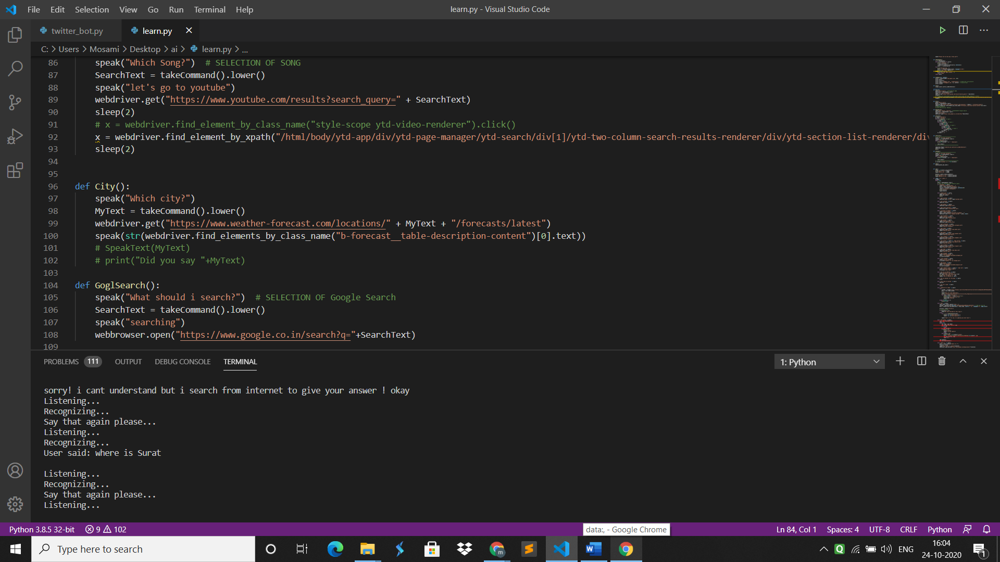 File Edit Selection View Go Run Terminal Help
learn.py - Visual Studio Code
twitter_bot.py
learn.py
C: > Users > Mosami > Desktop > ai > learn.py > ...
86 speak("Which Song?")  # SELECTION OF SONG
87 SearchText = takeCommand().lower()
88 speak("let's go to youtube")
89 webdriver.get("https://www.youtube.com/results?search_query=" + SearchText)
90 sleep(2)
91 # x = webdriver.find_element_by_class_name("style-scope ytd-video-renderer").click()
92 x = webdriver.find_element_by_xpath("/html/body/ytd-app/div/ytd-page-manager/ytd-search/div[1]/ytd-two-column-search-results-renderer/div/ytd-section-list-renderer/div
93 sleep(2)
94
95
96 def City():
97 speak("Which city?")
98 MyText = takeCommand().lower()
99 webdriver.get("https://www.weather-forecast.com/locations/" + MyText + "/forecasts/latest")
100 speak(str(webdriver.find_elements_by_class_name("b-forecast__table-description-content")[0].text))
101 # SpeakText(MyText)
102 # print("Did you say "+MyText)
103
104 def GoglSearch():
105 speak("What should i search?")  # SELECTION OF Google Search
106 SearchText = takeCommand().lower()
107 speak("searching")
108 webbrowser.open("https://www.google.co.in/search?q="+SearchText)
109
PROBLEMS 111 OUTPUT DEBUG CONSOLE TERMINAL
1: Python
sorry! i cant understand but i search from internet to give your answer ! okay
Listening...
Recognizing...
Say that again please...
Listening...
Recognizing...
User said: where is Surat
Listening...
Recognizing...
Say that again please...
Listening...
Python 3.8.5 32-bit 9 102
data:, - Google Chrome
Ln 84, Col 1 Spaces: 4 UTF-8 CRLF Python
Type here to search
ENG
16:04
24-10-2020
1